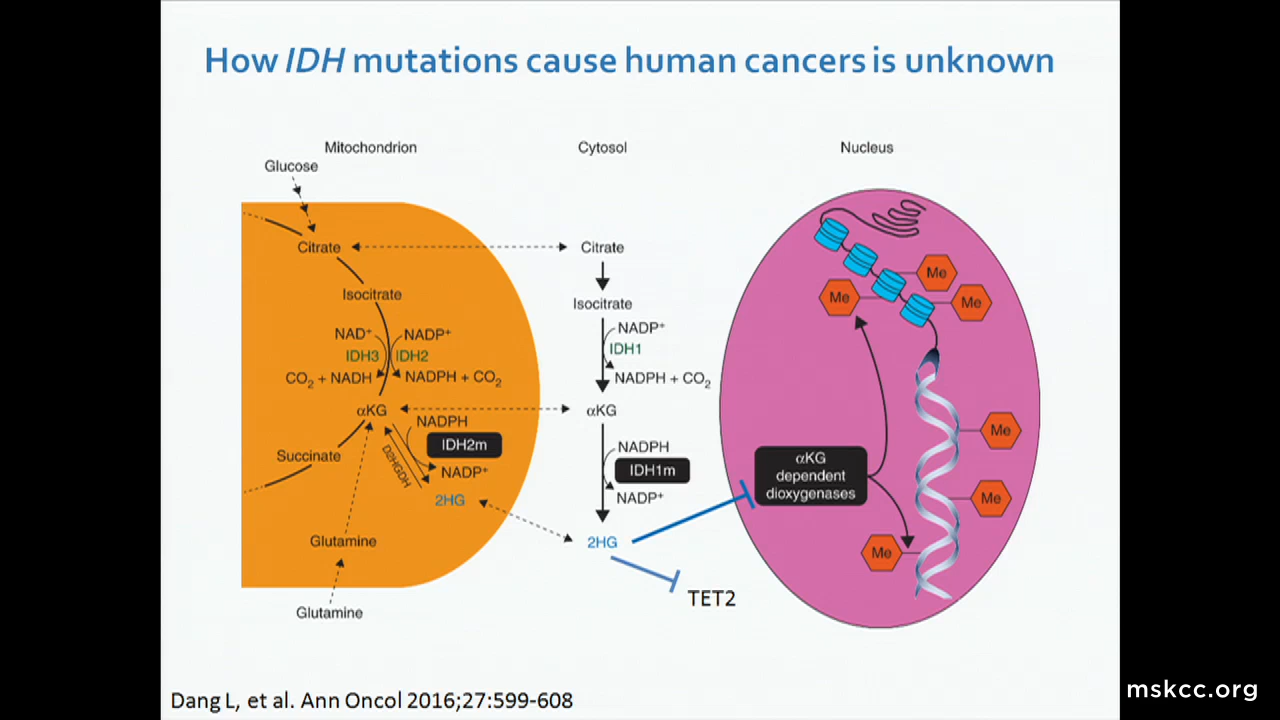 How IDH mutations cause human cancers is unknown
Mitochondrion
Cytosol
Nucleus
Glucose
Citrate
Citrate
Isocitrate
Isocitrate
NAD⁺
NADP⁺
IDH3
IDH2
CO₂ + NADH
NADPH + CO₂
NADP⁺
IDH1
NADPH + CO₂
αKG
αKG
NADPH
IDH2m
NADP⁺
D2HGDH
2HG
Succinate
Glutamine
Glutamine
NADPH
IDH1m
NADP⁺
2HG
TET2
Me
Me
Me
αKG
dependent
dioxygenases
Me
Me
Me
Dang L, et al. Ann Oncol 2016;27:599-608
mskcc.org